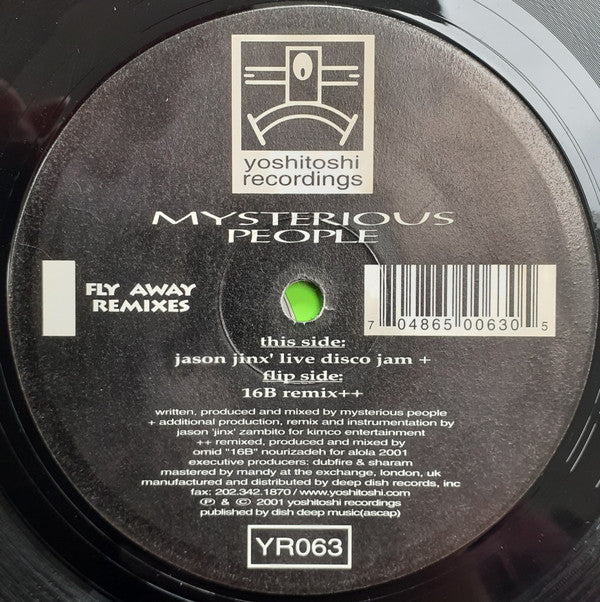 yoshitoshi
recordings
MYSTERIOUS
PEOPLE
FLY AWAY
REMIXES
7 04865 00630 5
this side:
jason jinx' live disco jam +
flip side:
16B remix++
written, produced and mixed by mysterious people
+ additional production, remix and instrumentation by
jason 'jinx' zambito for kimco entertainment
++ remixed, produced and mixed by
omid "16B" nourizadeh for alola 2001
executive producers: dubfire & sharam
mastered by mandy at the exchange, london, uk
manufactured and distributed by deep dish records, inc
fax: 202.342.1870 / www.yoshitoshi.com
℗ & © 2001 yoshitoshi recordings
published by dish deep music(ascap)
YR063